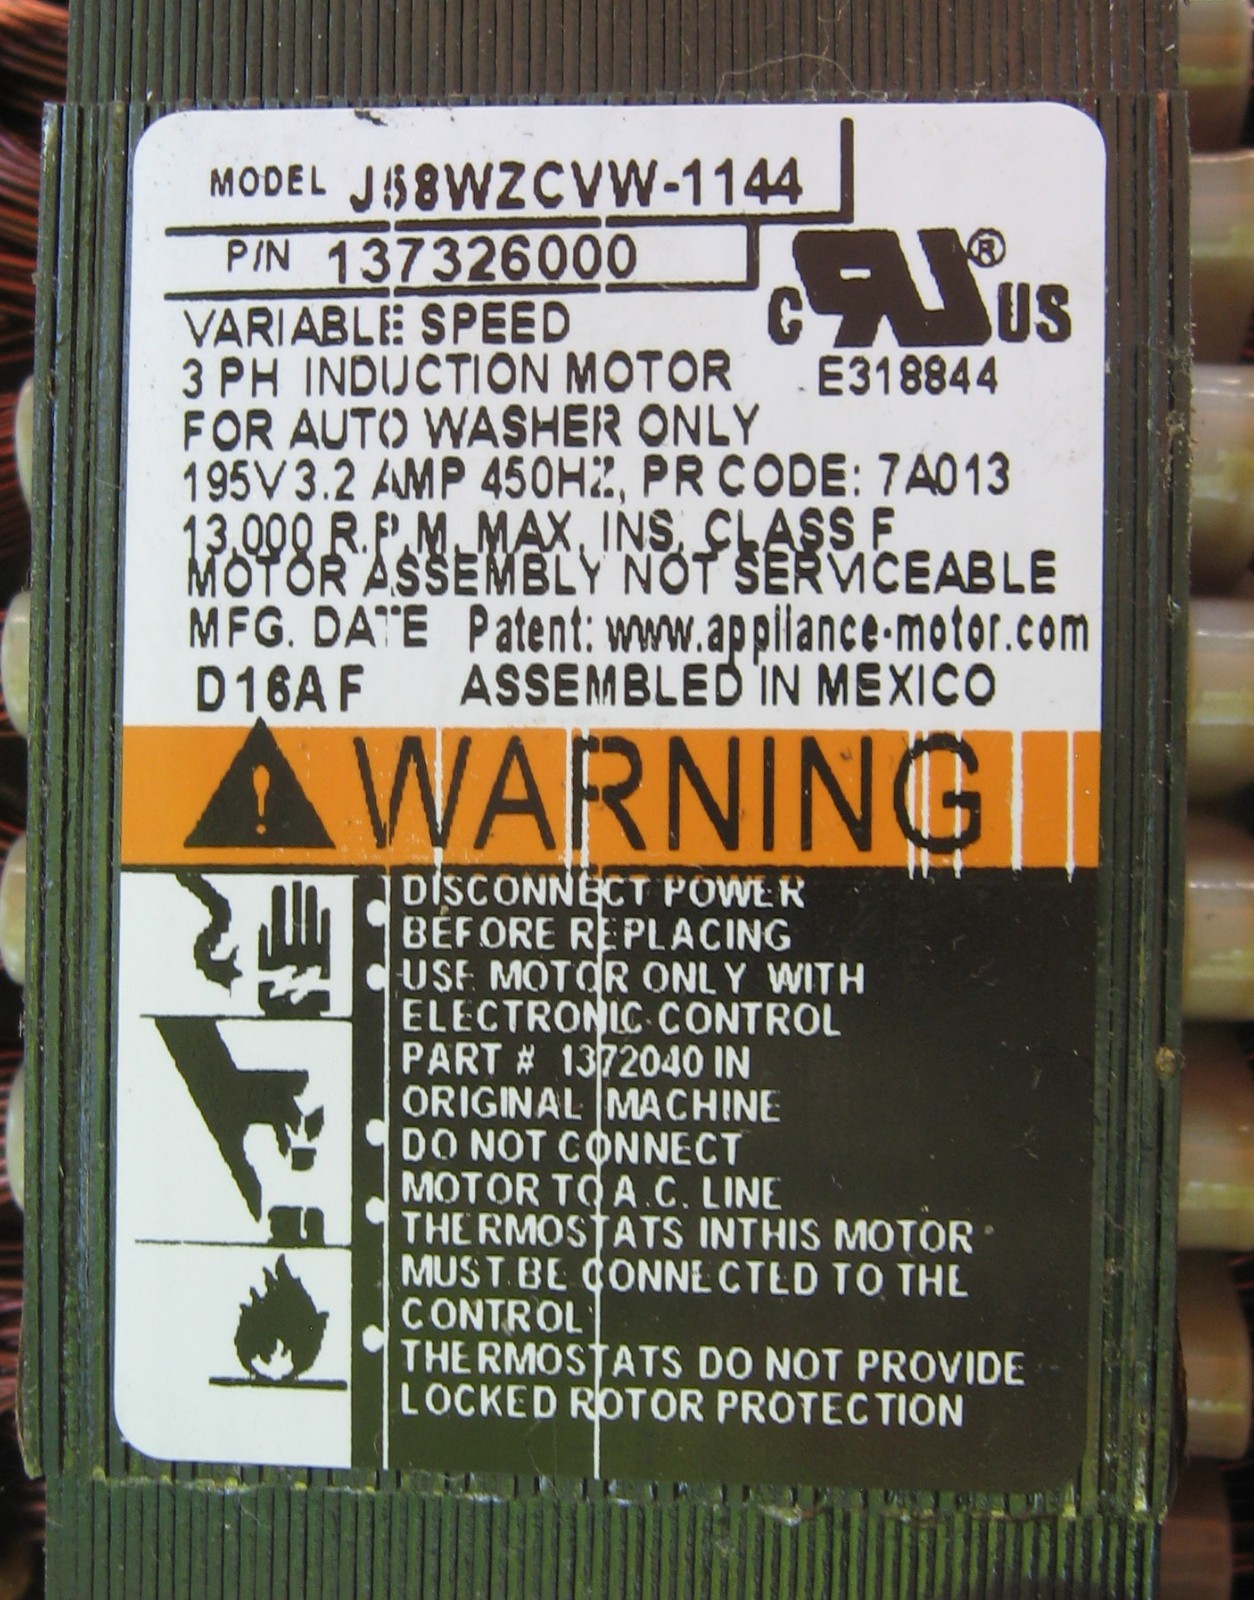 MODEL J58WZCVW-1144
P/N 137326000
C RU ® US
VARIABLE SPEED
3 PH INDUCTION MOTOR E318844
FOR AUTO WASHER ONLY
195V 3.2 AMP 450HZ, PR CODE: 7A013
13,000 R.P.M. MAX. INS. CLASS F
MOTOR ASSEMBLY NOT SERVICEABLE
MFG. DATE Patent: www.appliance-motor.com
D16AF ASSEMBLED IN MEXICO
! WARNING
DISCONNECT POWER
BEFORE REPLACING
USE MOTOR ONLY WITH
ELECTRONIC CONTROL
PART # 1372040 IN
ORIGINAL MACHINE
DO NOT CONNECT
MOTOR TO A.C. LINE
THERMOSTATS IN THIS MOTOR
MUST BE CONNECTED TO THE
CONTROL
THERMOSTATS DO NOT PROVIDE
LOCKED ROTOR PROTECTION